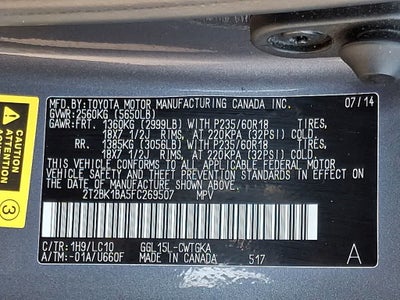 MFD. BY: TOYOTA MOTOR MANUFACTURING CANADA INC.
07/14
GVWR: 2560KG (5650LB)
GAWR: FRT. 1360KG (2999LB) WITH P235/60R18 TIRES,
18X7 1/2J RIMS, AT 220KPA (32PSI) COLD.
RR. 1385KG (3056LB) WITH P235/60R18 TIRES,
18X7 1/2J RIMS, AT 220KPA (32PSI) COLD.
THIS VEHICLE CONFORMS TO ALL APPLICABLE FEDERAL MOTOR
VEHICLE SAFETY STANDARDS IN EFFECT ON THE DATE OF
MANUFACTURE SHOWN ABOVE.
2T2BK1BA5FC269507 MPV
C/TR: 1H9/LC10 GGL15L-CWTGKA
A/TM: -01A/U660F MADE IN CANADA 517 A
CAUTION
3